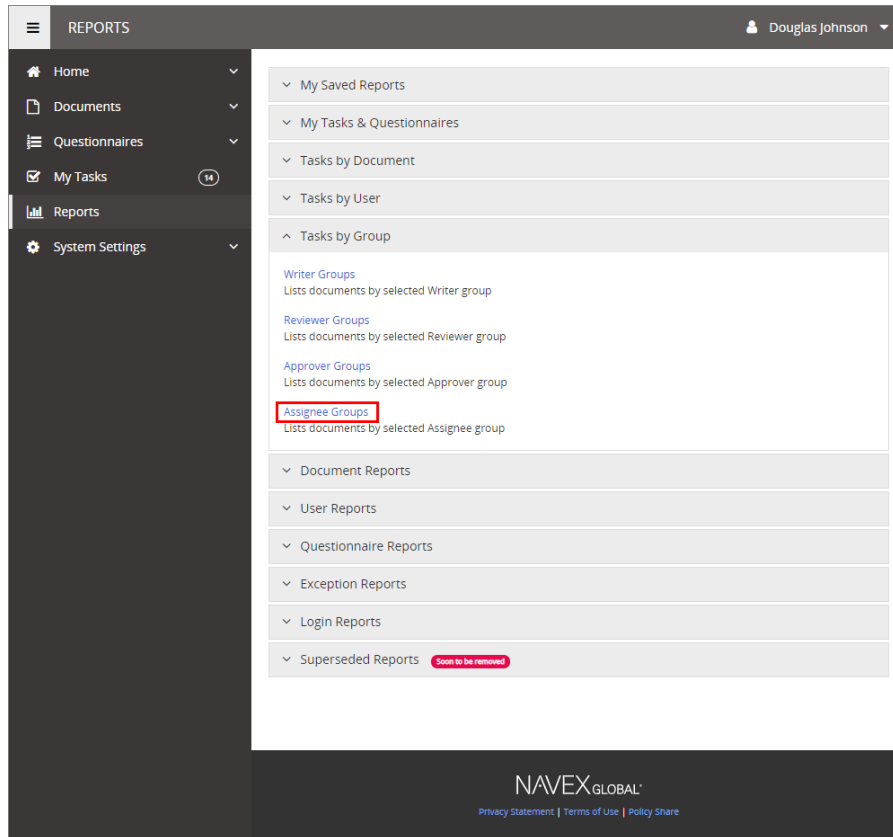 REPORTS
Douglas Johnson
Home
Documents
Questionnaires
My Tasks 14
Reports
System Settings
My Saved Reports
My Tasks & Questionnaires
Tasks by Document
Tasks by User
Tasks by Group
Writer Groups
Lists documents by selected Writer group
Reviewer Groups
Lists documents by selected Reviewer group
Approver Groups
Lists documents by selected Approver group
Assignee Groups
Lists documents by selected Assignee group
Document Reports
User Reports
Questionnaire Reports
Exception Reports
Login Reports
Superseded Reports Soon to be removed
NAVEX GLOBAL
Privacy Statement | Terms of Use | Policy Share